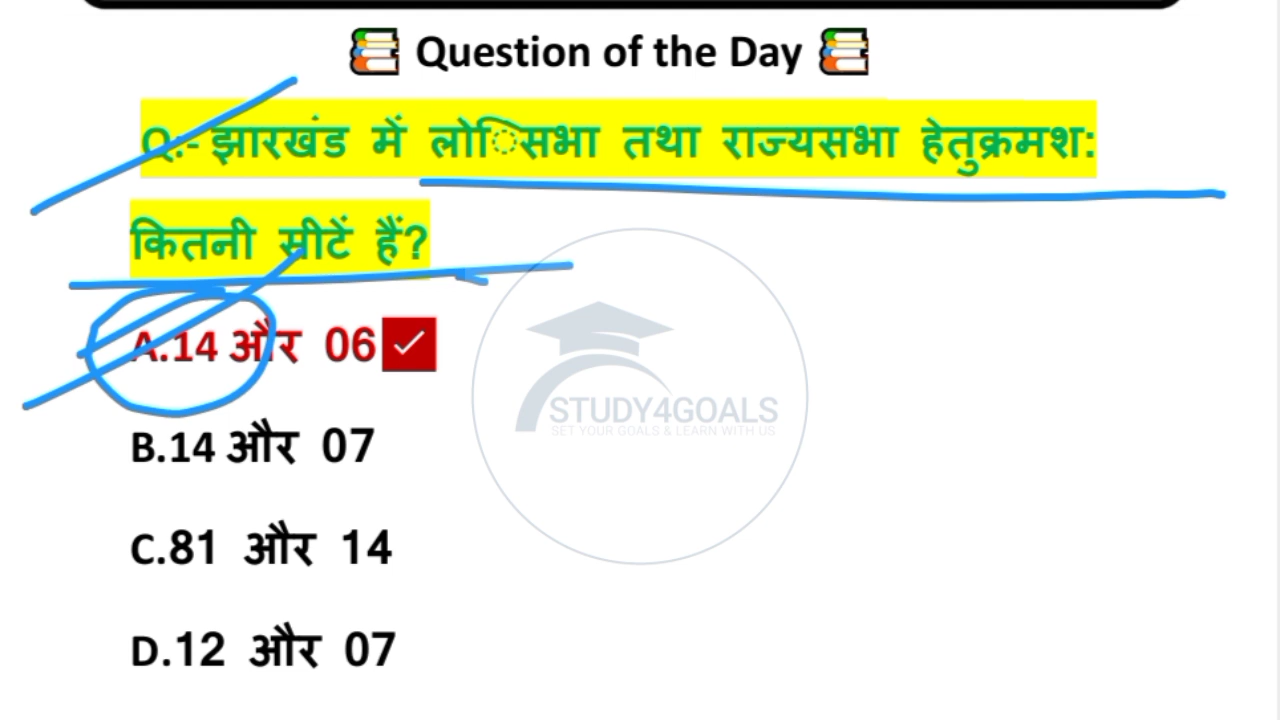 📚 Question of the Day 📚
Q:- झारखंड में लोिसभा तथा राज्यसभा हेतुक्रमश:
कितनी सीटें हैं?
A.14 और 06 ✓
B.14 और 07
C.81 और 14
D.12 और 07
STUDY4GOALS
SET YOUR GOALS & LEARN WITH US